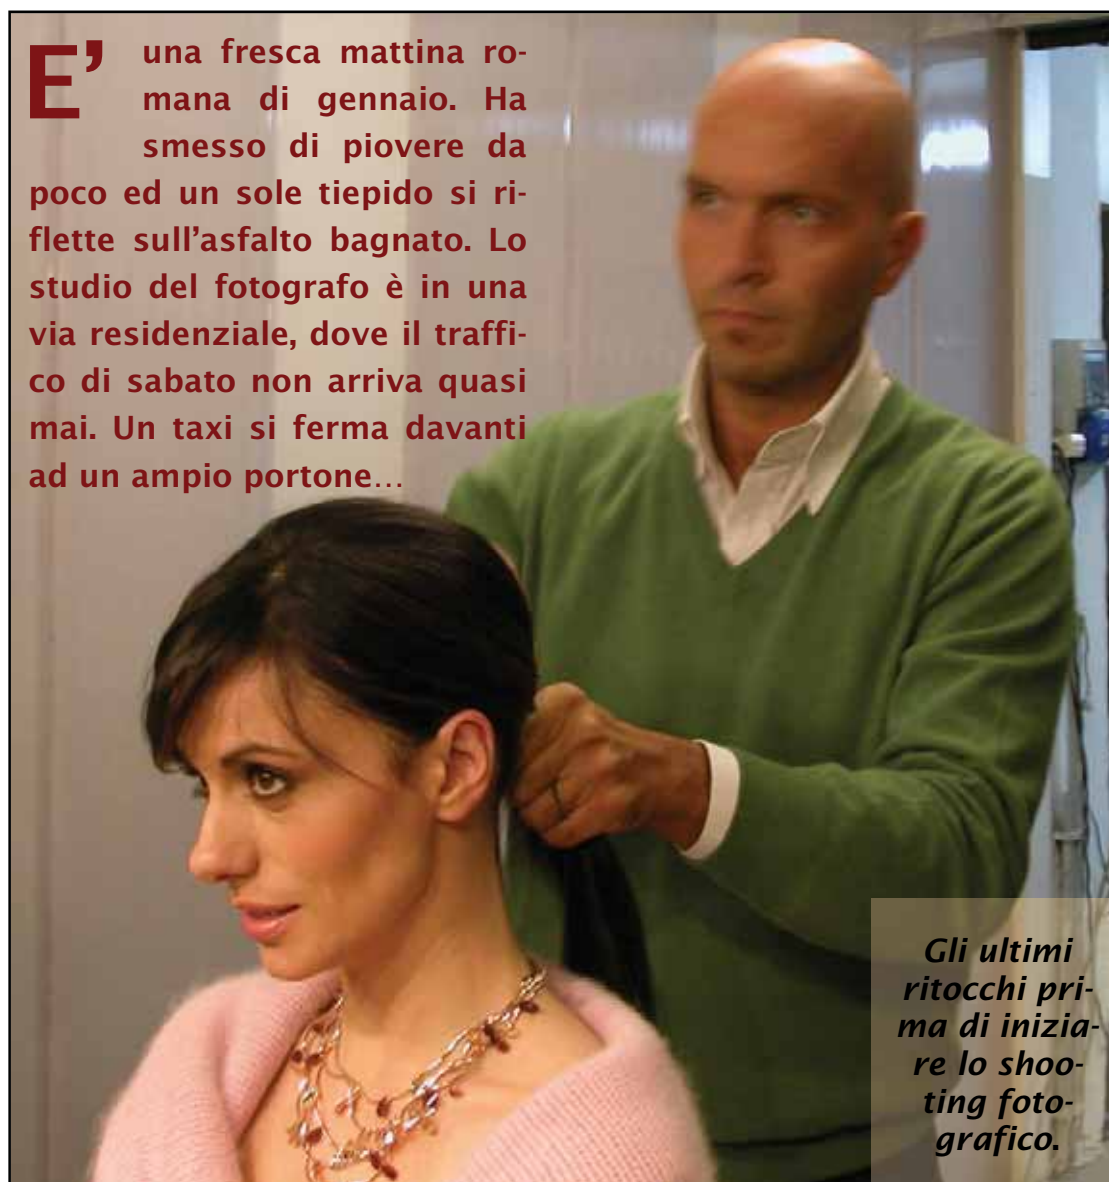 E’ una fresca mattina ro-
mana di gennaio. Ha
smesso di piovere da
poco ed un sole tiepido si ri-
flette sull’asfalto bagnato. Lo
studio del fotografo è in una
via residenziale, dove il traffi-
co di sabato non arriva quasi
mai. Un taxi si ferma davanti
ad un ampio portone…
Gli ultimi
ritocchi pri-
ma di inizia-
re lo shoo-
ting foto-
grafico.